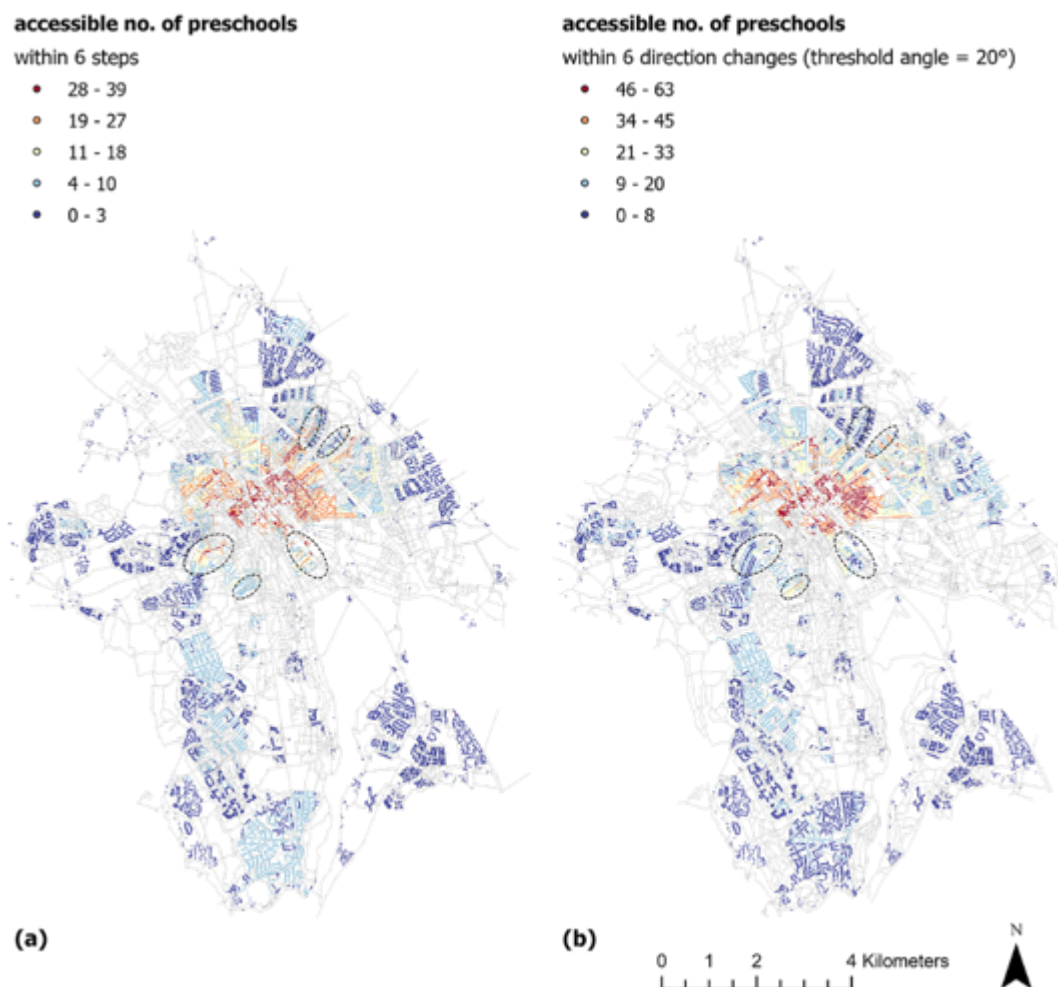 accessible no. of preschools
within 6 steps
28 - 39
19 - 27
11 - 18
4 - 10
0 - 3
accessible no. of preschools
within 6 direction changes (threshold angle = 20°)
46 - 63
34 - 45
21 - 33
9 - 20
0 - 8
(a)
(b)
0 1 2 4 Kilometers
N